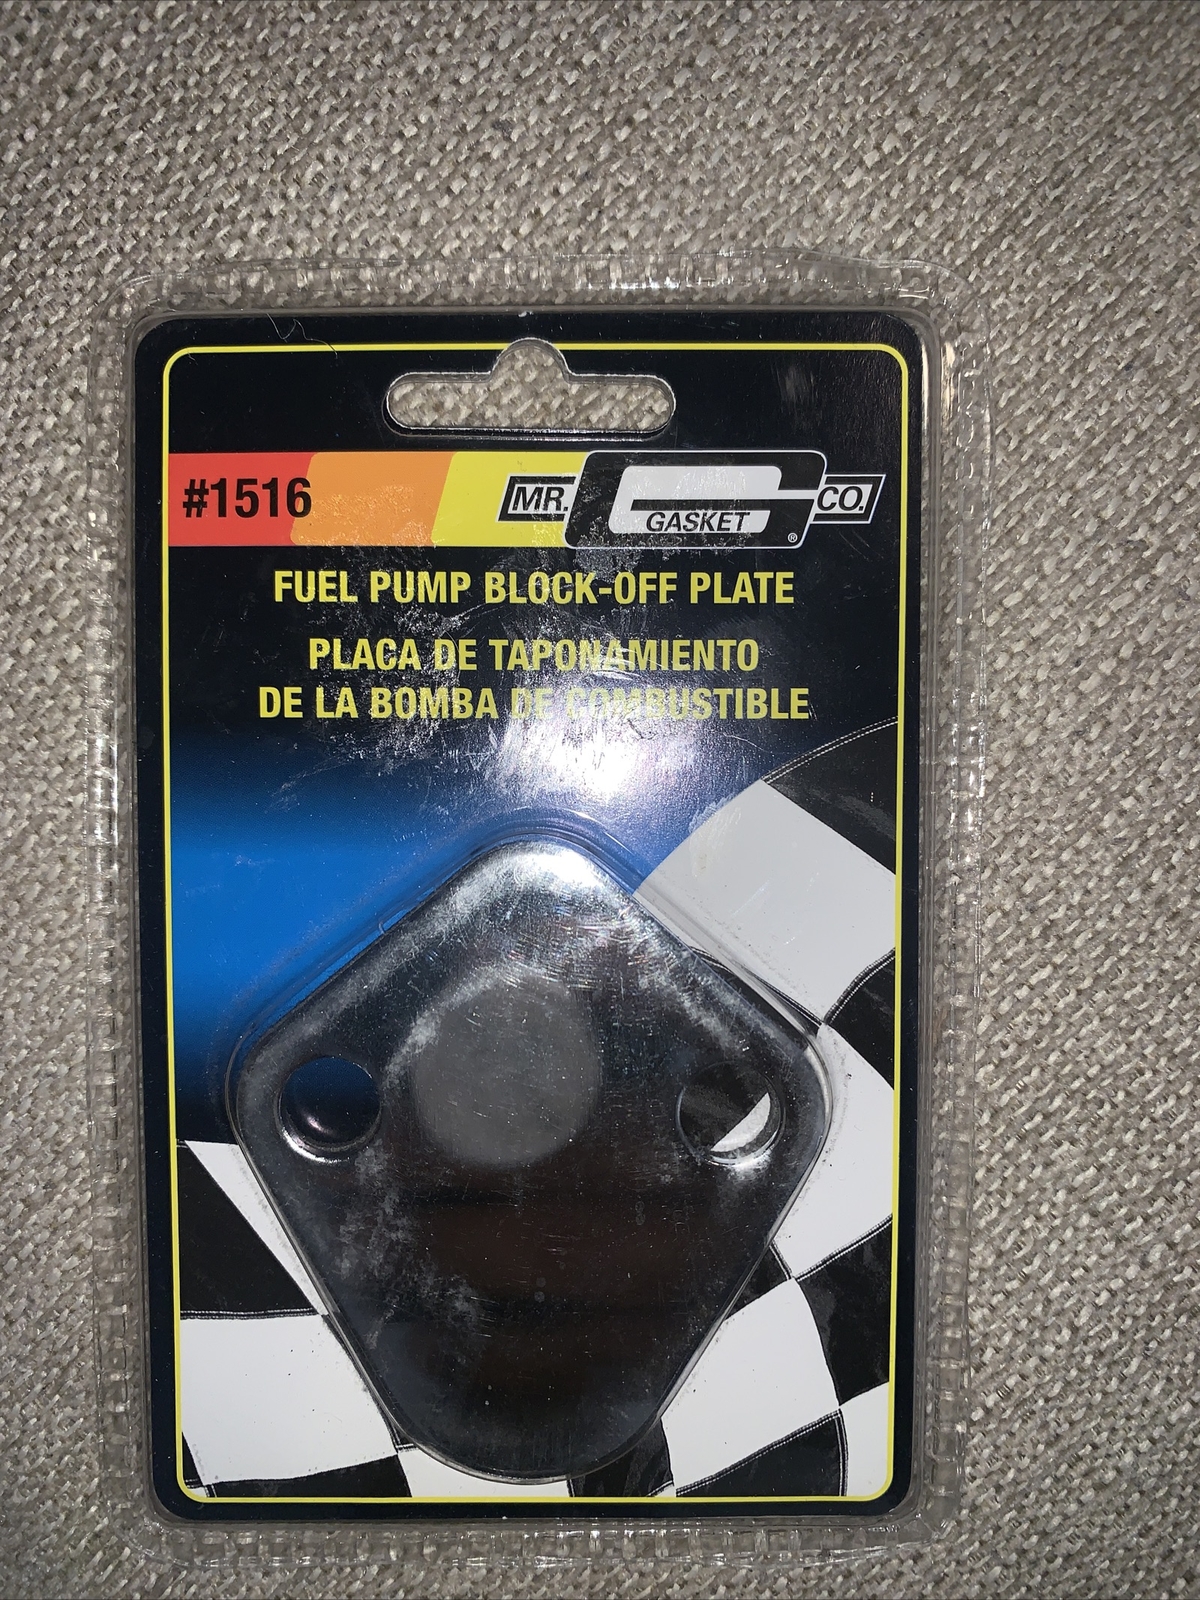 #1516
MR. GASKET CO.
®
FUEL PUMP BLOCK-OFF PLATE
PLACA DE TAPONAMIENTO
DE LA BOMBA DE COMBUSTIBLE